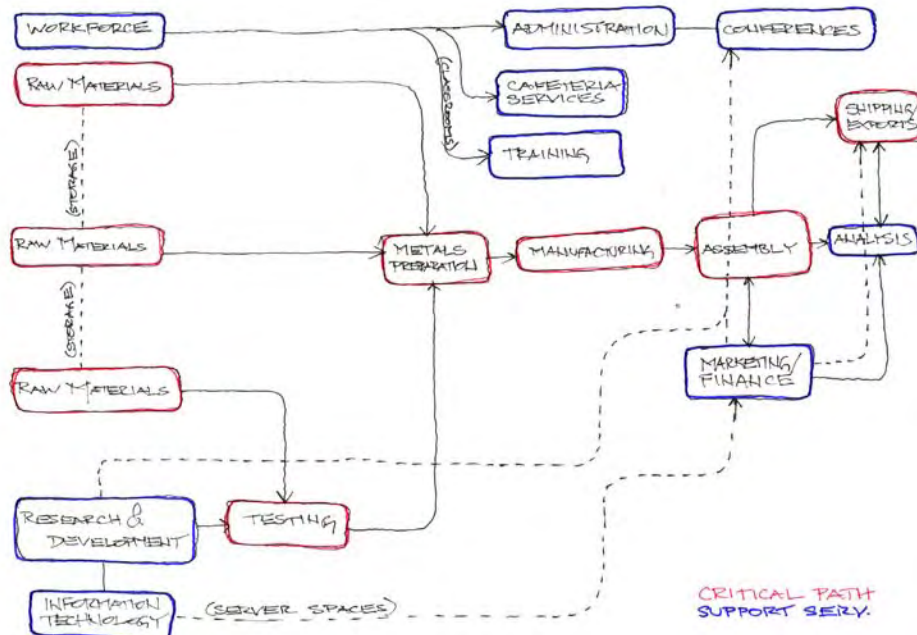 WORKFORCE
ADMINISTRATION
CONFERENCES
RAW MATERIALS
(CLASSROOMS)
CAFETERIA
SERVICES
SHIPPING/
EXPORTS
TRAINING
(STORAGE)
RAW MATERIALS
METALS
PREPARATION
MANUFACTURING
ASSEMBLY
ANALYSIS
(STORAGE)
RAW MATERIALS
MARKETING/
FINANCE
RESEARCH &
DEVELOPMENT
TESTING
INFORMATION
TECHNOLOGY
(SERVER SPACES)
CRITICAL PATH
SUPPORT SERV.